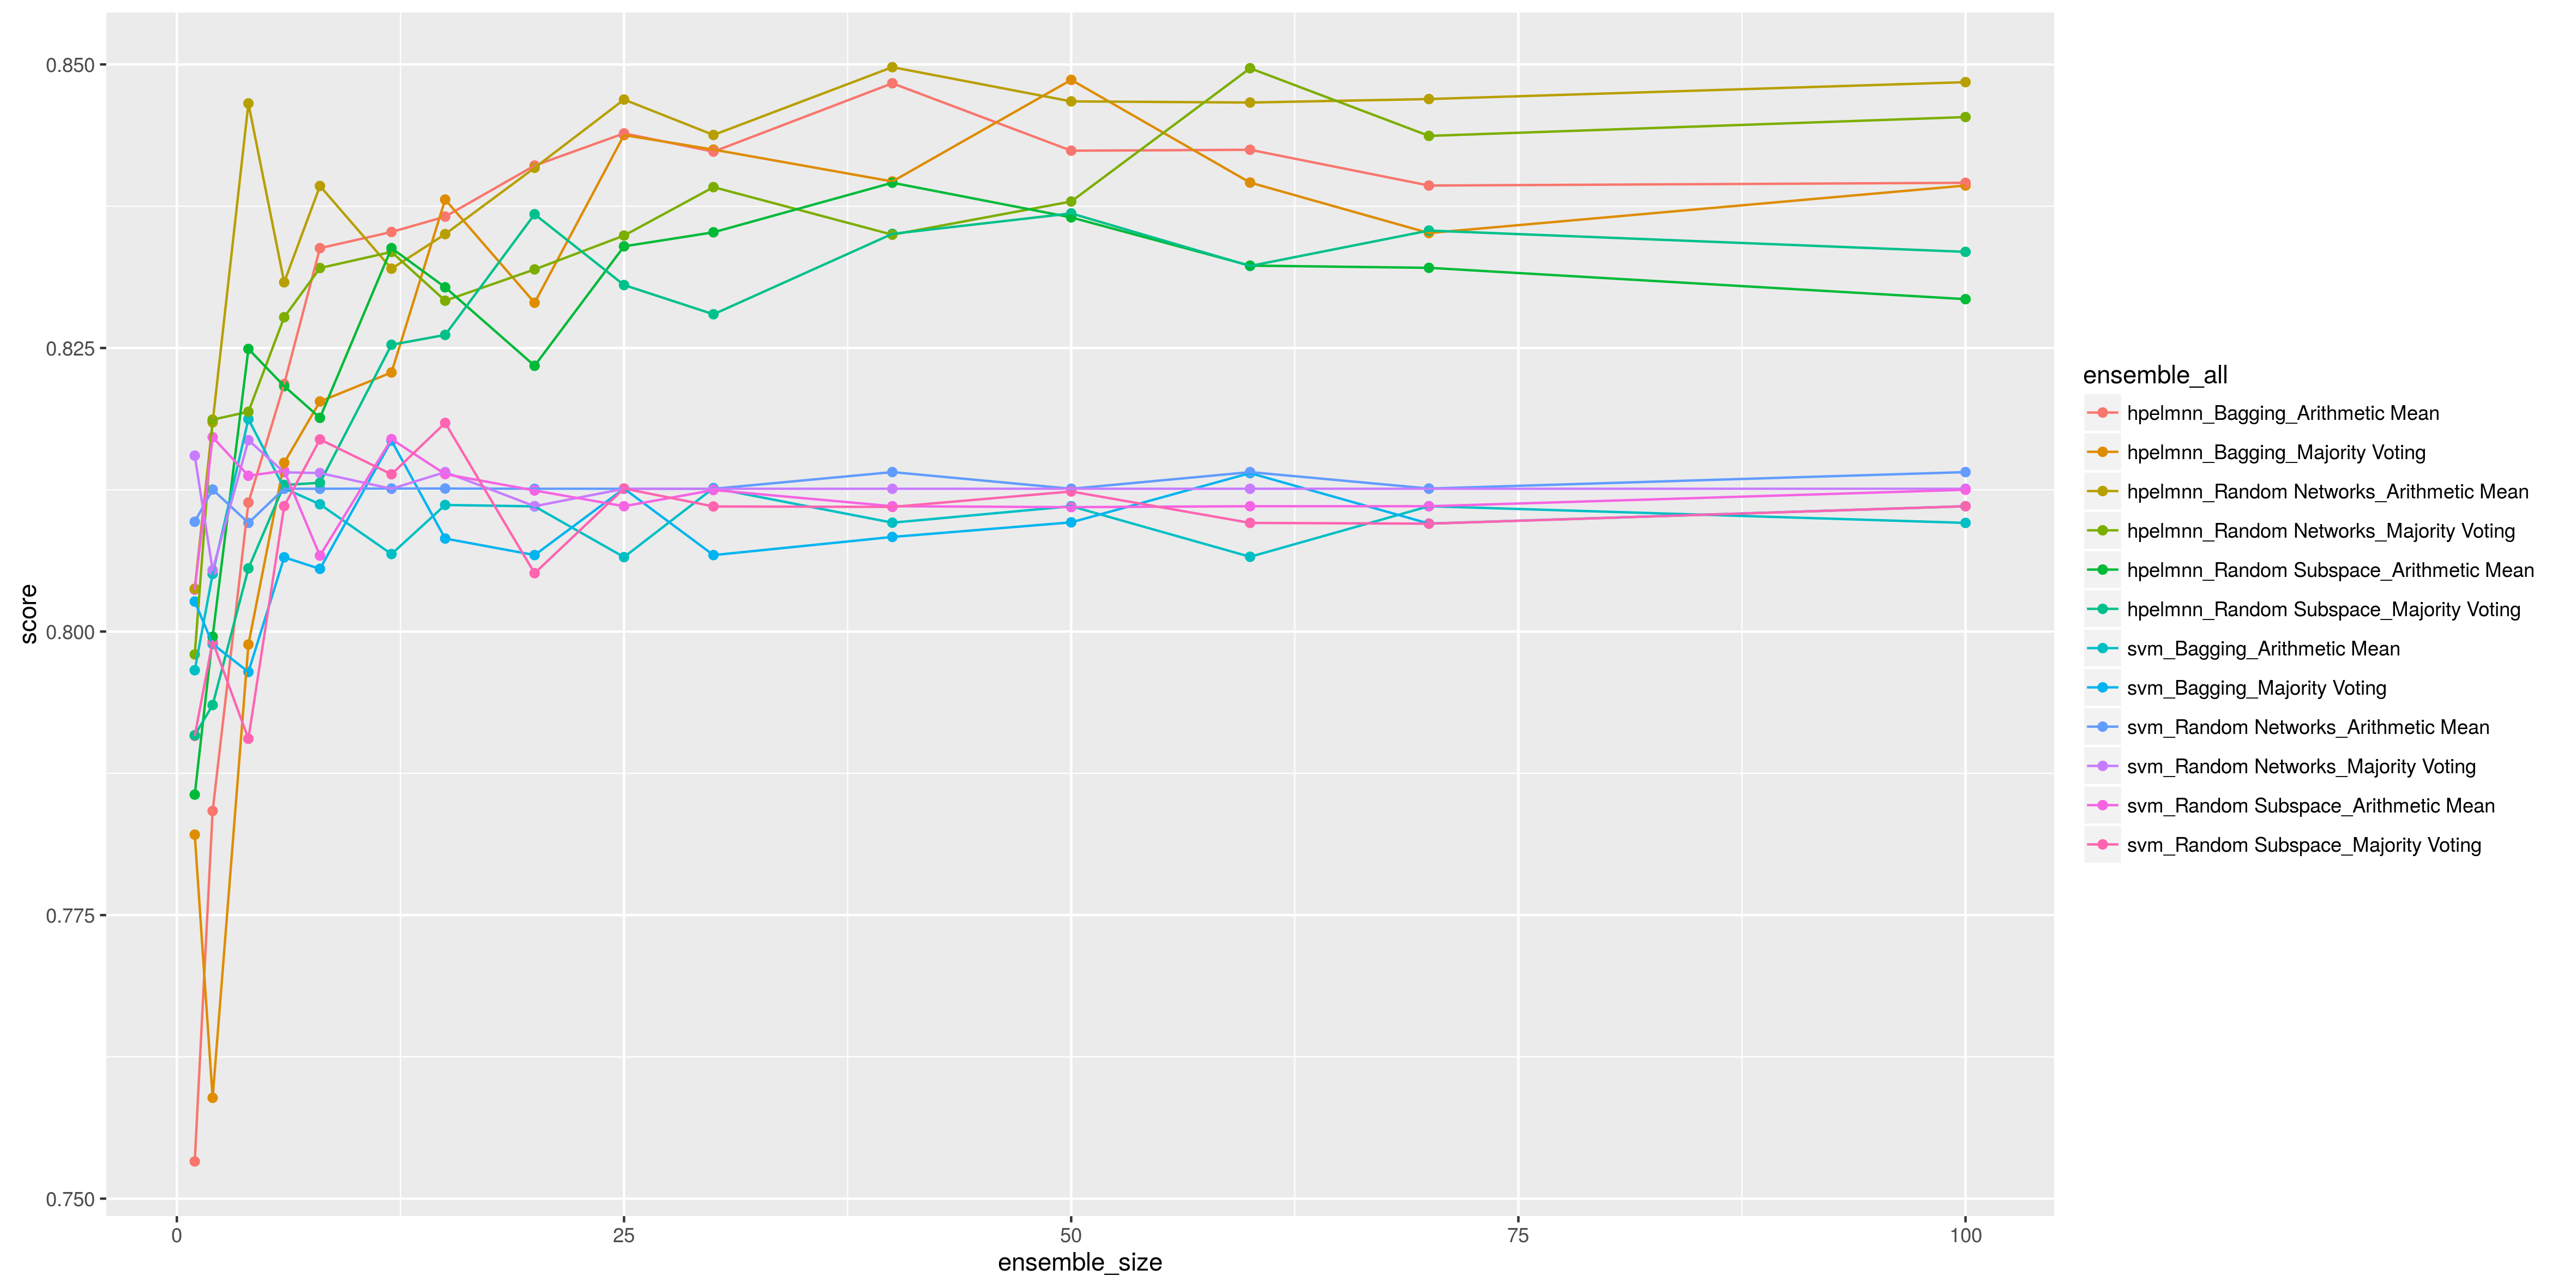 0.850
0.825
0.800
0.775
0.750
score
0
25
50
75
100
ensemble_size
ensemble_all
hpelmnn_Bagging_Arithmetic Mean
hpelmnn_Bagging_Majority Voting
hpelmnn_Random Networks_Arithmetic Mean
hpelmnn_Random Networks_Majority Voting
hpelmnn_Random Subspace_Arithmetic Mean
hpelmnn_Random Subspace_Majority Voting
svm_Bagging_Arithmetic Mean
svm_Bagging_Majority Voting
svm_Random Networks_Arithmetic Mean
svm_Random Networks_Majority Voting
svm_Random Subspace_Arithmetic Mean
svm_Random Subspace_Majority Voting